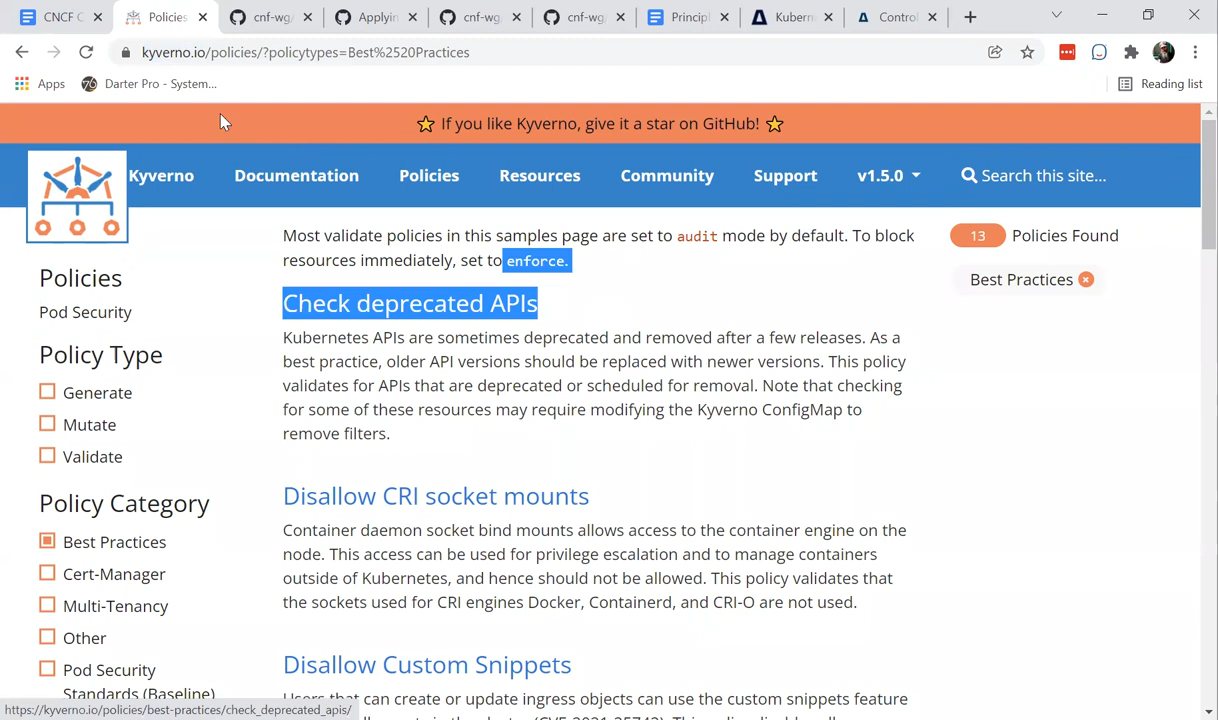 CNCF C
Policies
cnf-wg/
Applyin
cnf-wg
cnf-wg
Princip
Kubern
Control
kyverno.io/policies/?policytypes=Best%2520Practices
Apps
Darter Pro - System...
Reading list
⭐ If you like Kyverno, give it a star on GitHub! ⭐
Kyverno Documentation Policies Resources Community Support v1.5.0 Search this site...
Policies
Pod Security
Policy Type
Generate
Mutate
Validate
Policy Category
Best Practices
Cert-Manager
Multi-Tenancy
Other
Pod Security
Standards (Baseline)
Most validate policies in this samples page are set to audit mode by default. To block
resources immediately, set to enforce.
Check deprecated APIs
Kubernetes APIs are sometimes deprecated and removed after a few releases. As a
best practice, older API versions should be replaced with newer versions. This policy
validates for APIs that are deprecated or scheduled for removal. Note that checking
for some of these resources may require modifying the Kyverno ConfigMap to
remove filters.
Disallow CRI socket mounts
Container daemon socket bind mounts allows access to the container engine on the
node. This access can be used for privilege escalation and to manage containers
outside of Kubernetes, and hence should not be allowed. This policy validates that
the sockets used for CRI engines Docker, Containerd, and CRI-O are not used.
Disallow Custom Snippets
Users that can create or update ingress objects can use the custom snippets feature
13 Policies Found
Best Practices
https://kyverno.io/policies/best-practices/check_deprecated_apis/